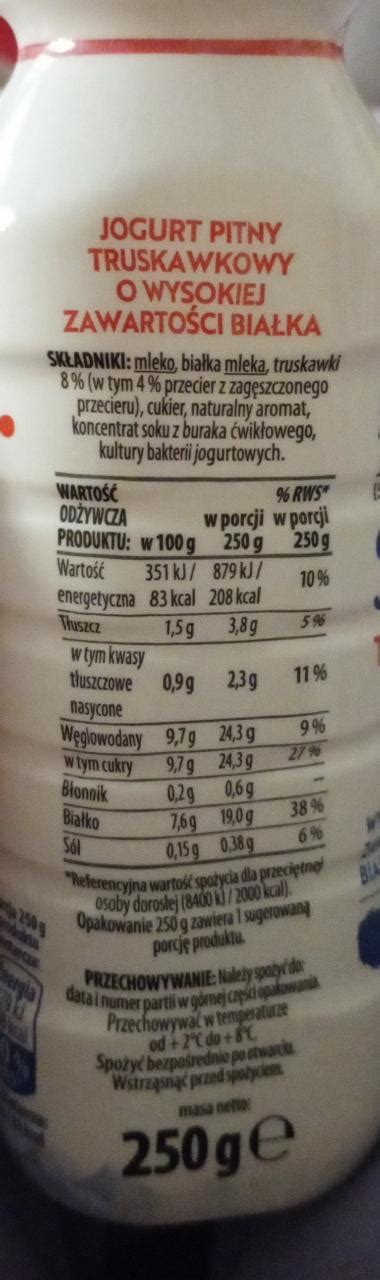 JOGURT PITNY
TRUSKAWKOWY
O WYSOKIEJ
ZAWARTOŚCI BIAŁKA
SKŁADNIKI: mleko, białka mleka, truskawki
8 % (w tym 4 % przecier z zagęszczonego
przecieru), cukier, naturalny aromat,
koncentrat soku z buraka ćwikłowego,
kultury bakterii jogurtowych.
WARTOŚĆ % RWS*
ODŻYWCZA w porcji w porcji
PRODUKTU: w 100 g 250 g 250 g
Wartość 351 kJ / 879 kJ / 10 %
energetyczna 83 kcal 208 kcal
Tłuszcz 1,5 g 3,8 g 5 %
w tym kwasy
tłuszczowe 0,9 g 2,3 g 11 %
nasycone
Węglowodany 9,7 g 24,3 g 9 %
w tym cukry 9,7 g 24,3 g 27 %
Błonnik 0,2 g 0,6 g –
Białko 7,6 g 19,0 g 38 %
Sól 0,15 g 0,38 g 6 %
*Referencyjna wartość spożycia dla przeciętnej
osoby dorosłej (8400 kJ / 2000 kcal).
Opakowanie 250 g zawiera 1 sugerowaną
porcję produktu.
PRZECHOWYWANIE: Należy spożyć do:
data i numer partii w górnej części opakowania.
Przechowywać w temperaturze
od + 2°C do + 8°C.
Spożyć bezpośrednio po otwarciu.
Wstrząsnąć przed spożyciem.
masa netto:
250 g e